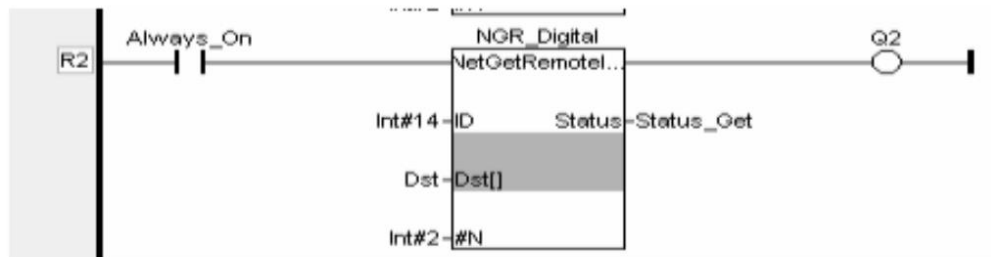 Always_On
NGR_Digital
Q2
R2
NetGetRemoteI...
Int#14 ID Status Status_Get
Dst Dst[]
Int#2 #N